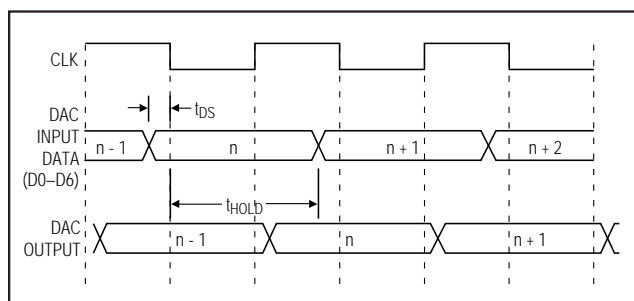 CLK
tDS
DAC
INPUT
DATA
(D0–D6)
n - 1
n
n + 1
n + 2
tHOLD
DAC
OUTPUT
n - 1
n
n + 1